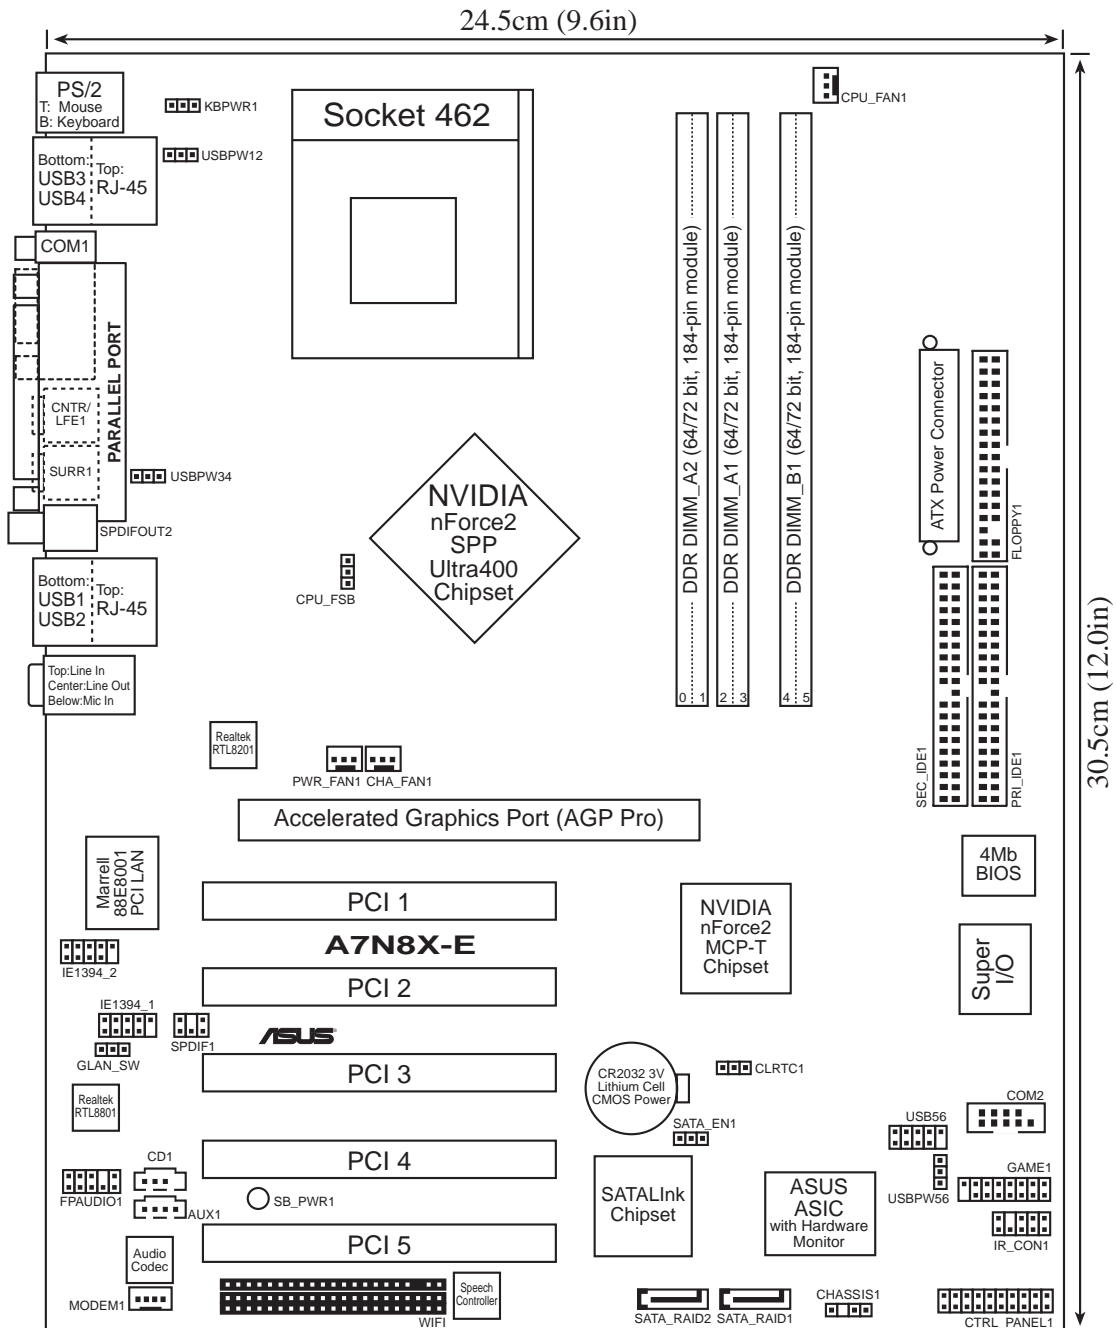 24.5cm (9.6in)
PS/2
T: Mouse
B: Keyboard
KBPWR1
Socket 462
CPU_FAN1
Bottom:
USB3
USB4
Top:
RJ-45
USBPW12
COM1
PARALLEL PORT
CNTR/
LFE1
SURR1
USBPW34
SPDIFOUT2
NVIDIA
nForce2
SPP
Ultra400
Chipset
CPU_FSB
DDR DIMM_A2 (64/72 bit, 184-pin module)
DDR DIMM_A1 (64/72 bit, 184-pin module)
DDR DIMM_B1 (64/72 bit, 184-pin module)
0 1
2 3
4 5
ATX Power Connector
FLOPPY1
Bottom:
USB1
USB2
Top:
RJ-45
Top:Line In
Center:Line Out
Below:Mic In
SEC_IDE1
PRI_IDE1
30.5cm (12.0in)
Realtek
RTL8201
PWR_FAN1
CHA_FAN1
Accelerated Graphics Port (AGP Pro)
Marrell
88E8001
PCI LAN
4Mb
BIOS
PCI 1
NVIDIA
nForce2
MCP-T
Chipset
A7N8X-E
Super
I/O
IE1394_2
PCI 2
IE1394_1
SPDIF1
ASUS
GLAN_SW
PCI 3
CR2032 3V
Lithium Cell
CMOS Power
CLRTC1
Realtek
RTL8801
SATA_EN1
USB56
COM2
CD1
PCI 4
SATALInk
Chipset
ASUS
ASIC
with Hardware
Monitor
GAME1
USBPW56
FPAUDIO1
AUX1
SB_PWR1
PCI 5
IR_CON1
Audio
Codec
MODEM1
Speech
Controller
WIFI
SATA_RAID2
SATA_RAID1
CHASSIS1
CTRL_PANEL1